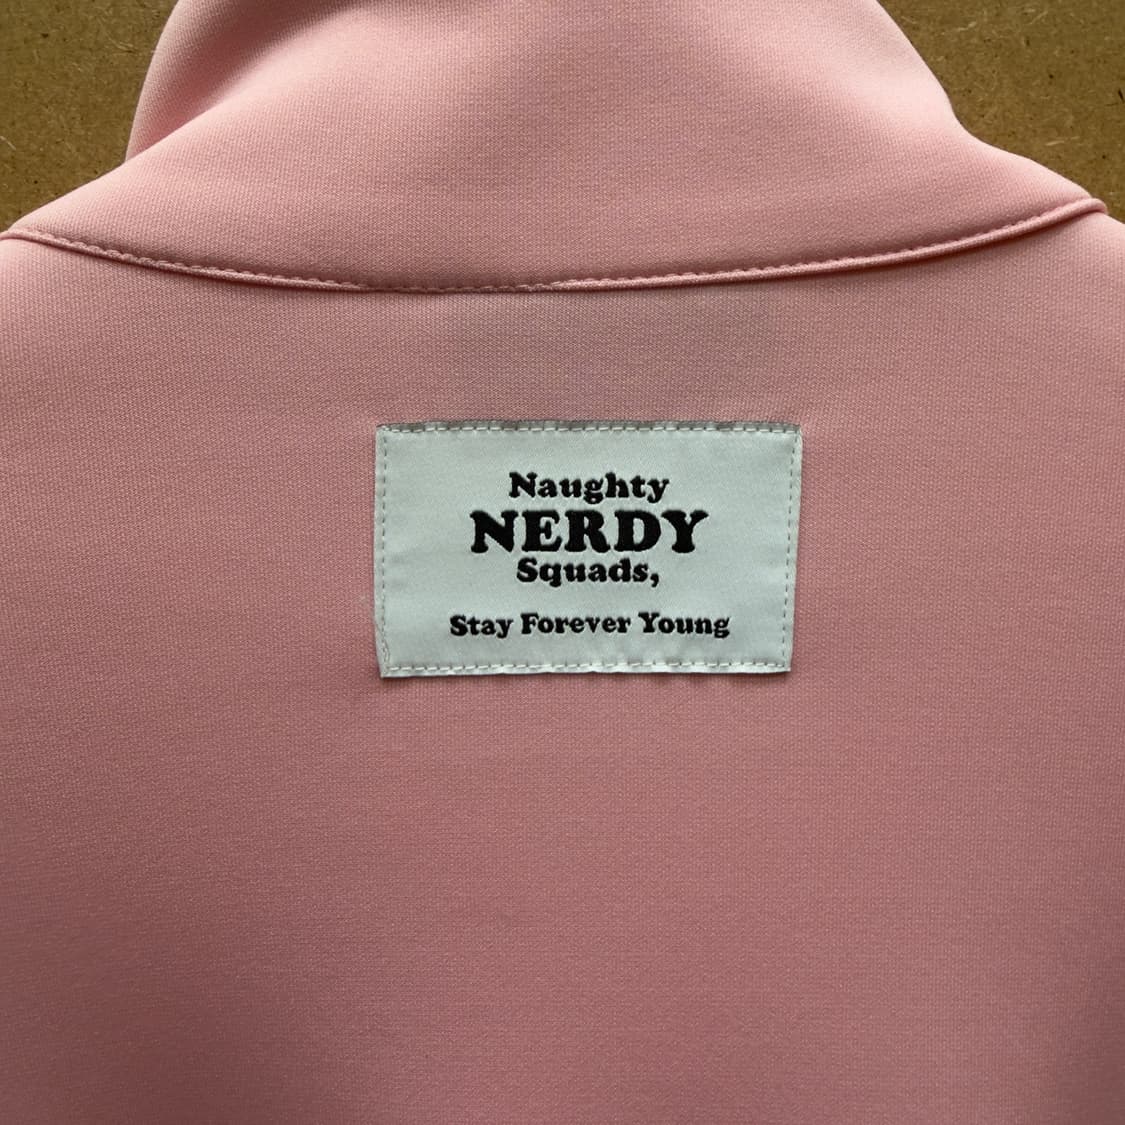 Naughty
NERDY
Squads,
Stay Forever Young